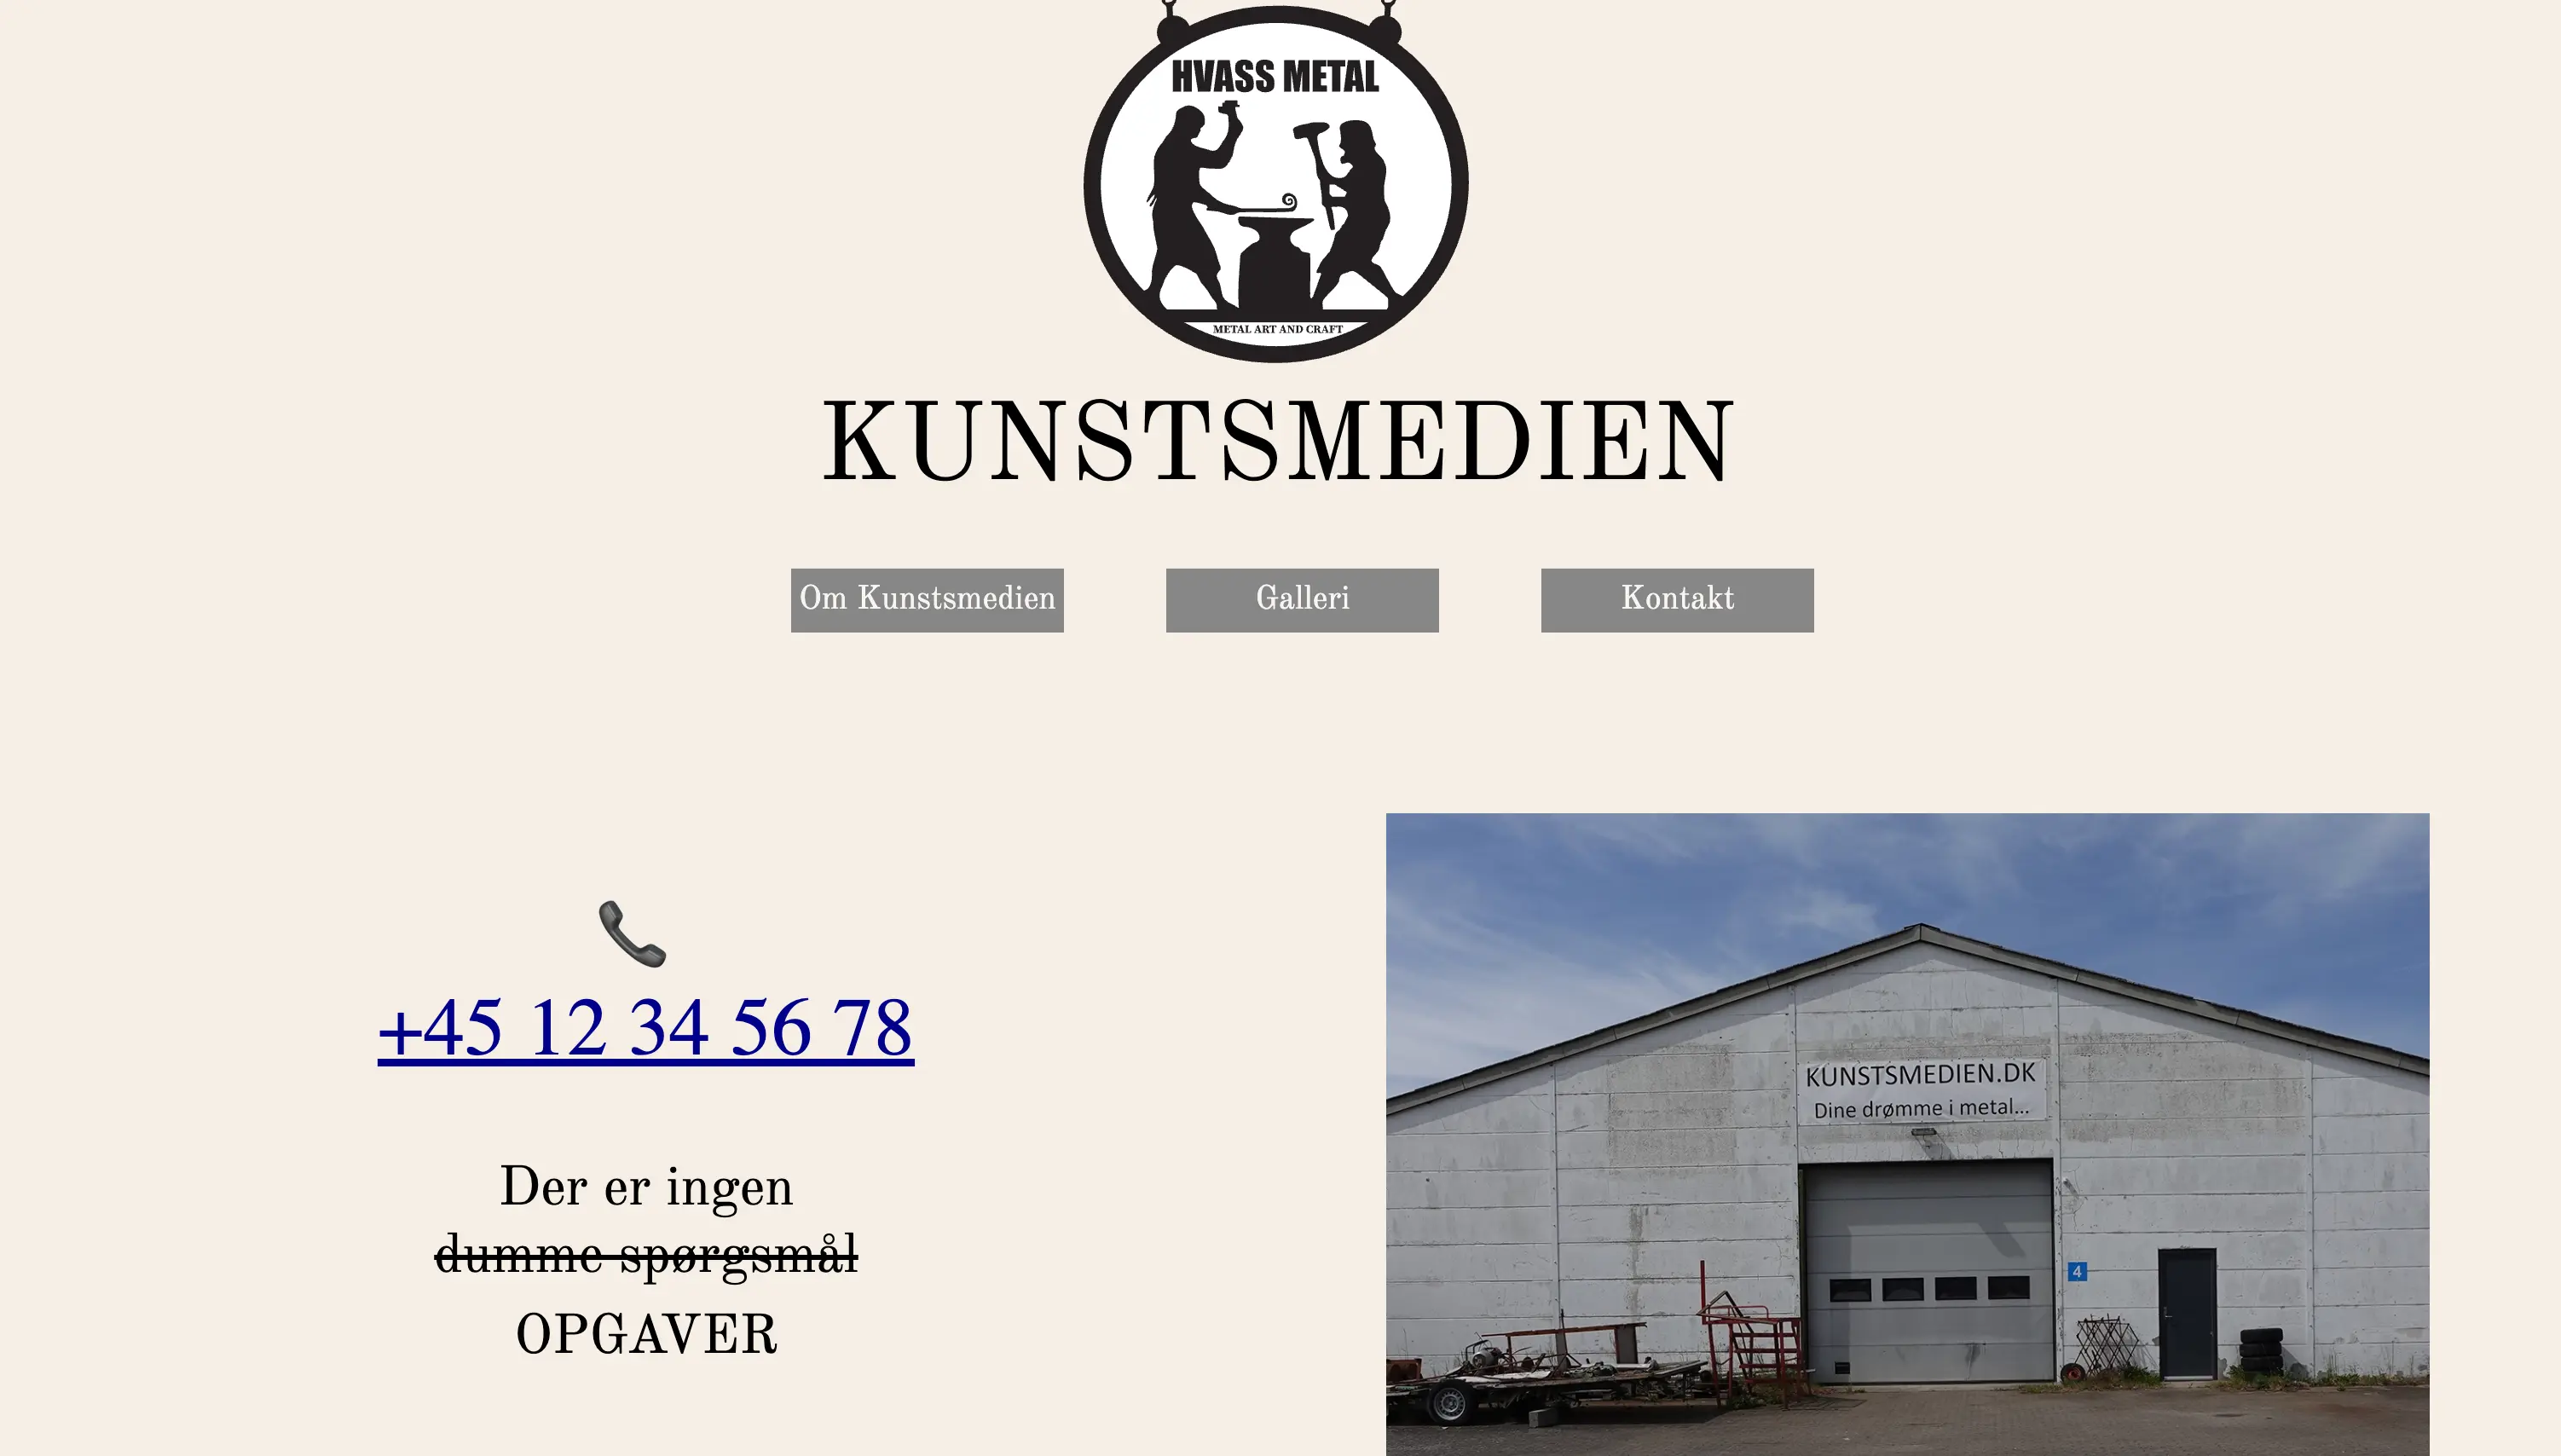 HVASS METAL
METAL ART AND CRAFT
KUNSTSMEDIEN
Om Kunstsmedien
Galleri
Kontakt
+45 12 34 56 78
Der er ingen
dumme spørgsmål
OPGAVER
KUNSTSMEDIEN.DK
Dine drømme i metal...
4